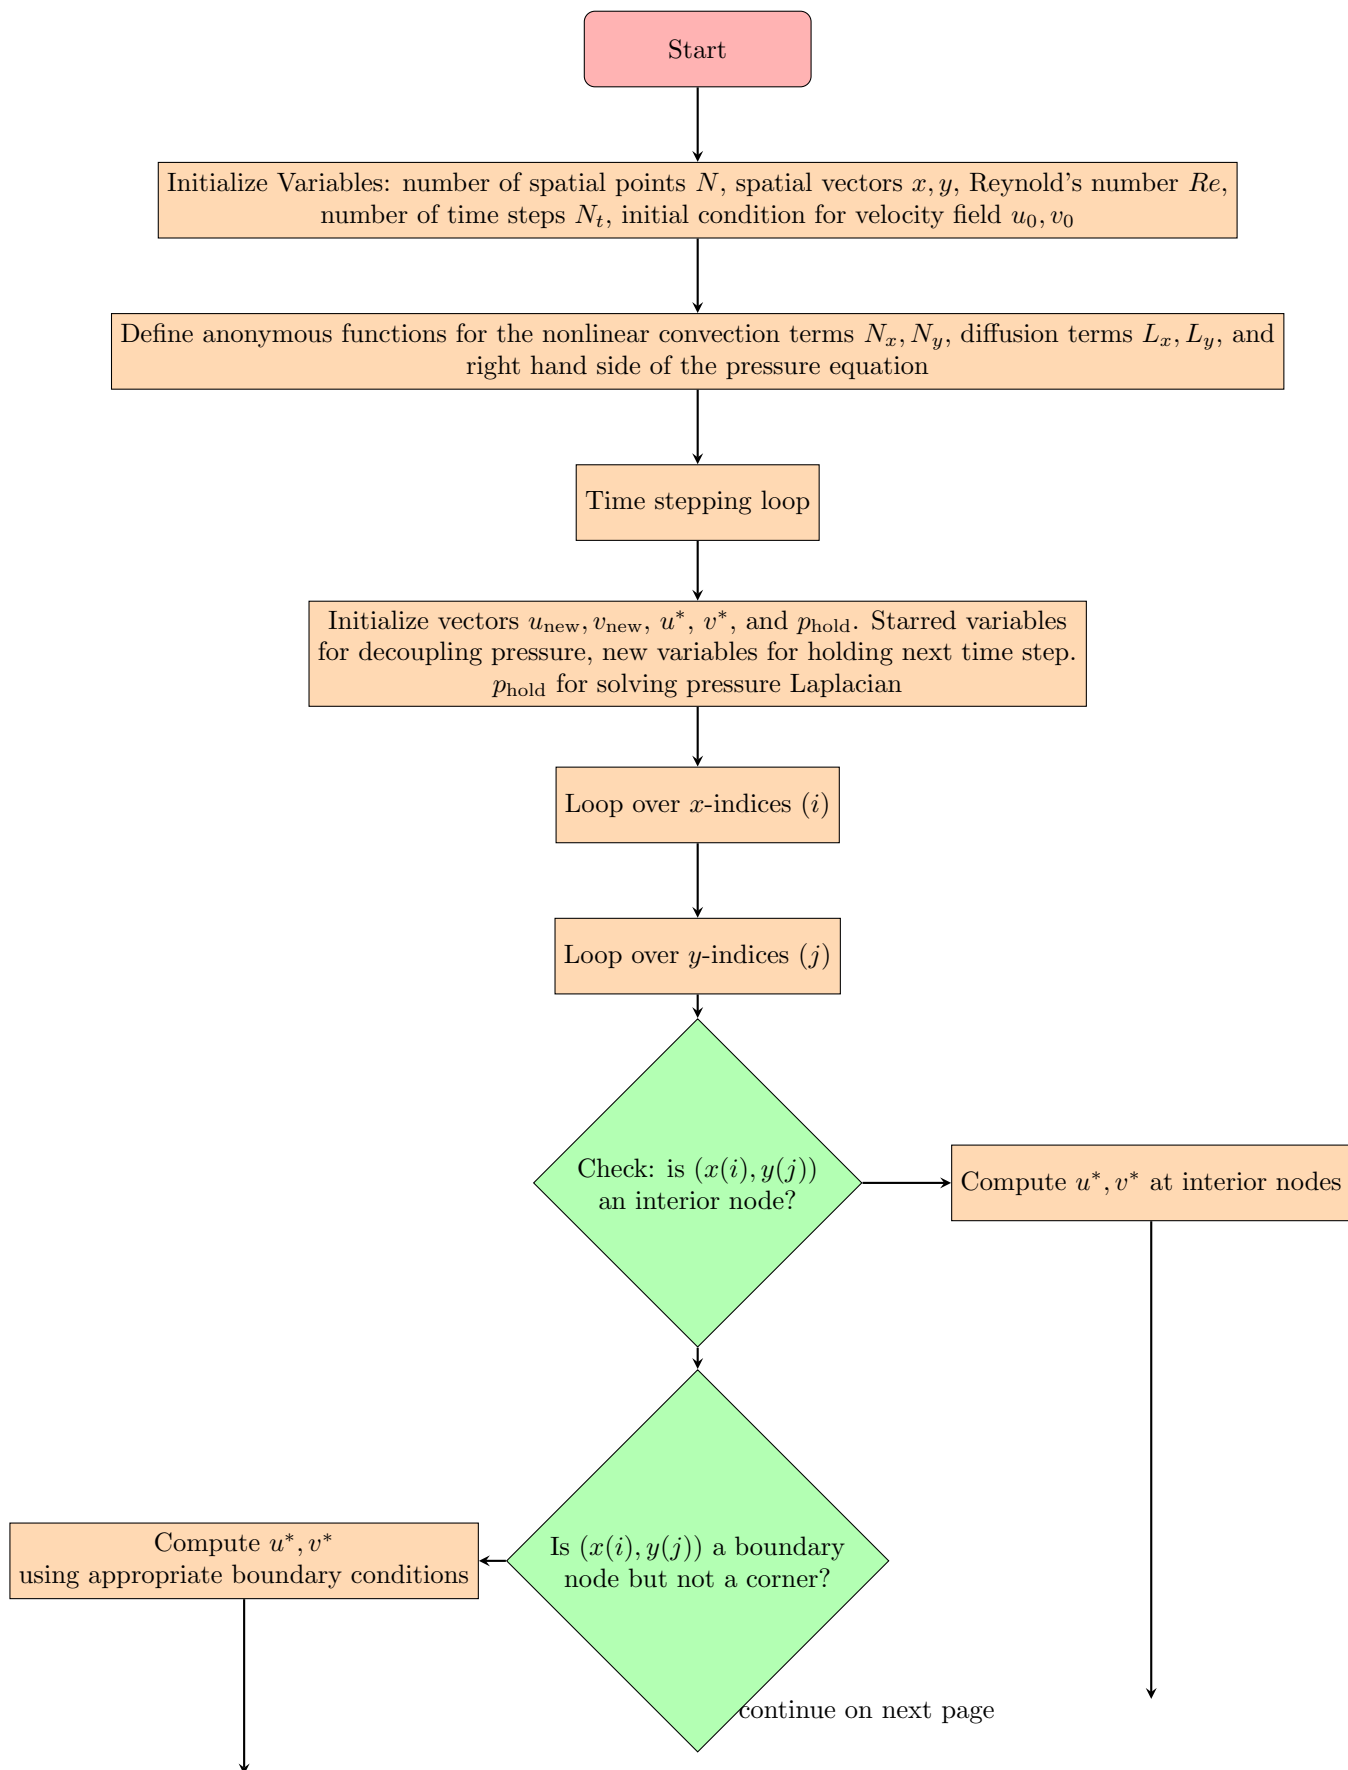 Start
Initialize Variables: number of spatial points N, spatial vectors x, y, Reynold's number Re,
number of time steps N_t, initial condition for velocity field u_0, v_0
Define anonymous functions for the nonlinear convection terms N_x, N_y, diffusion terms L_x, L_y, and
right hand side of the pressure equation
Time stepping loop
Initialize vectors u_new, v_new, u*, v*, and p_hold. Starred variables
for decoupling pressure, new variables for holding next time step.
p_hold for solving pressure Laplacian
Loop over x-indices (i)
Loop over y-indices (j)
Check: is (x(i), y(j))
an interior node?
Compute u*, v* at interior nodes
Is (x(i), y(j)) a boundary
node but not a corner?
Compute u*, v*
using appropriate boundary conditions
continue on next page